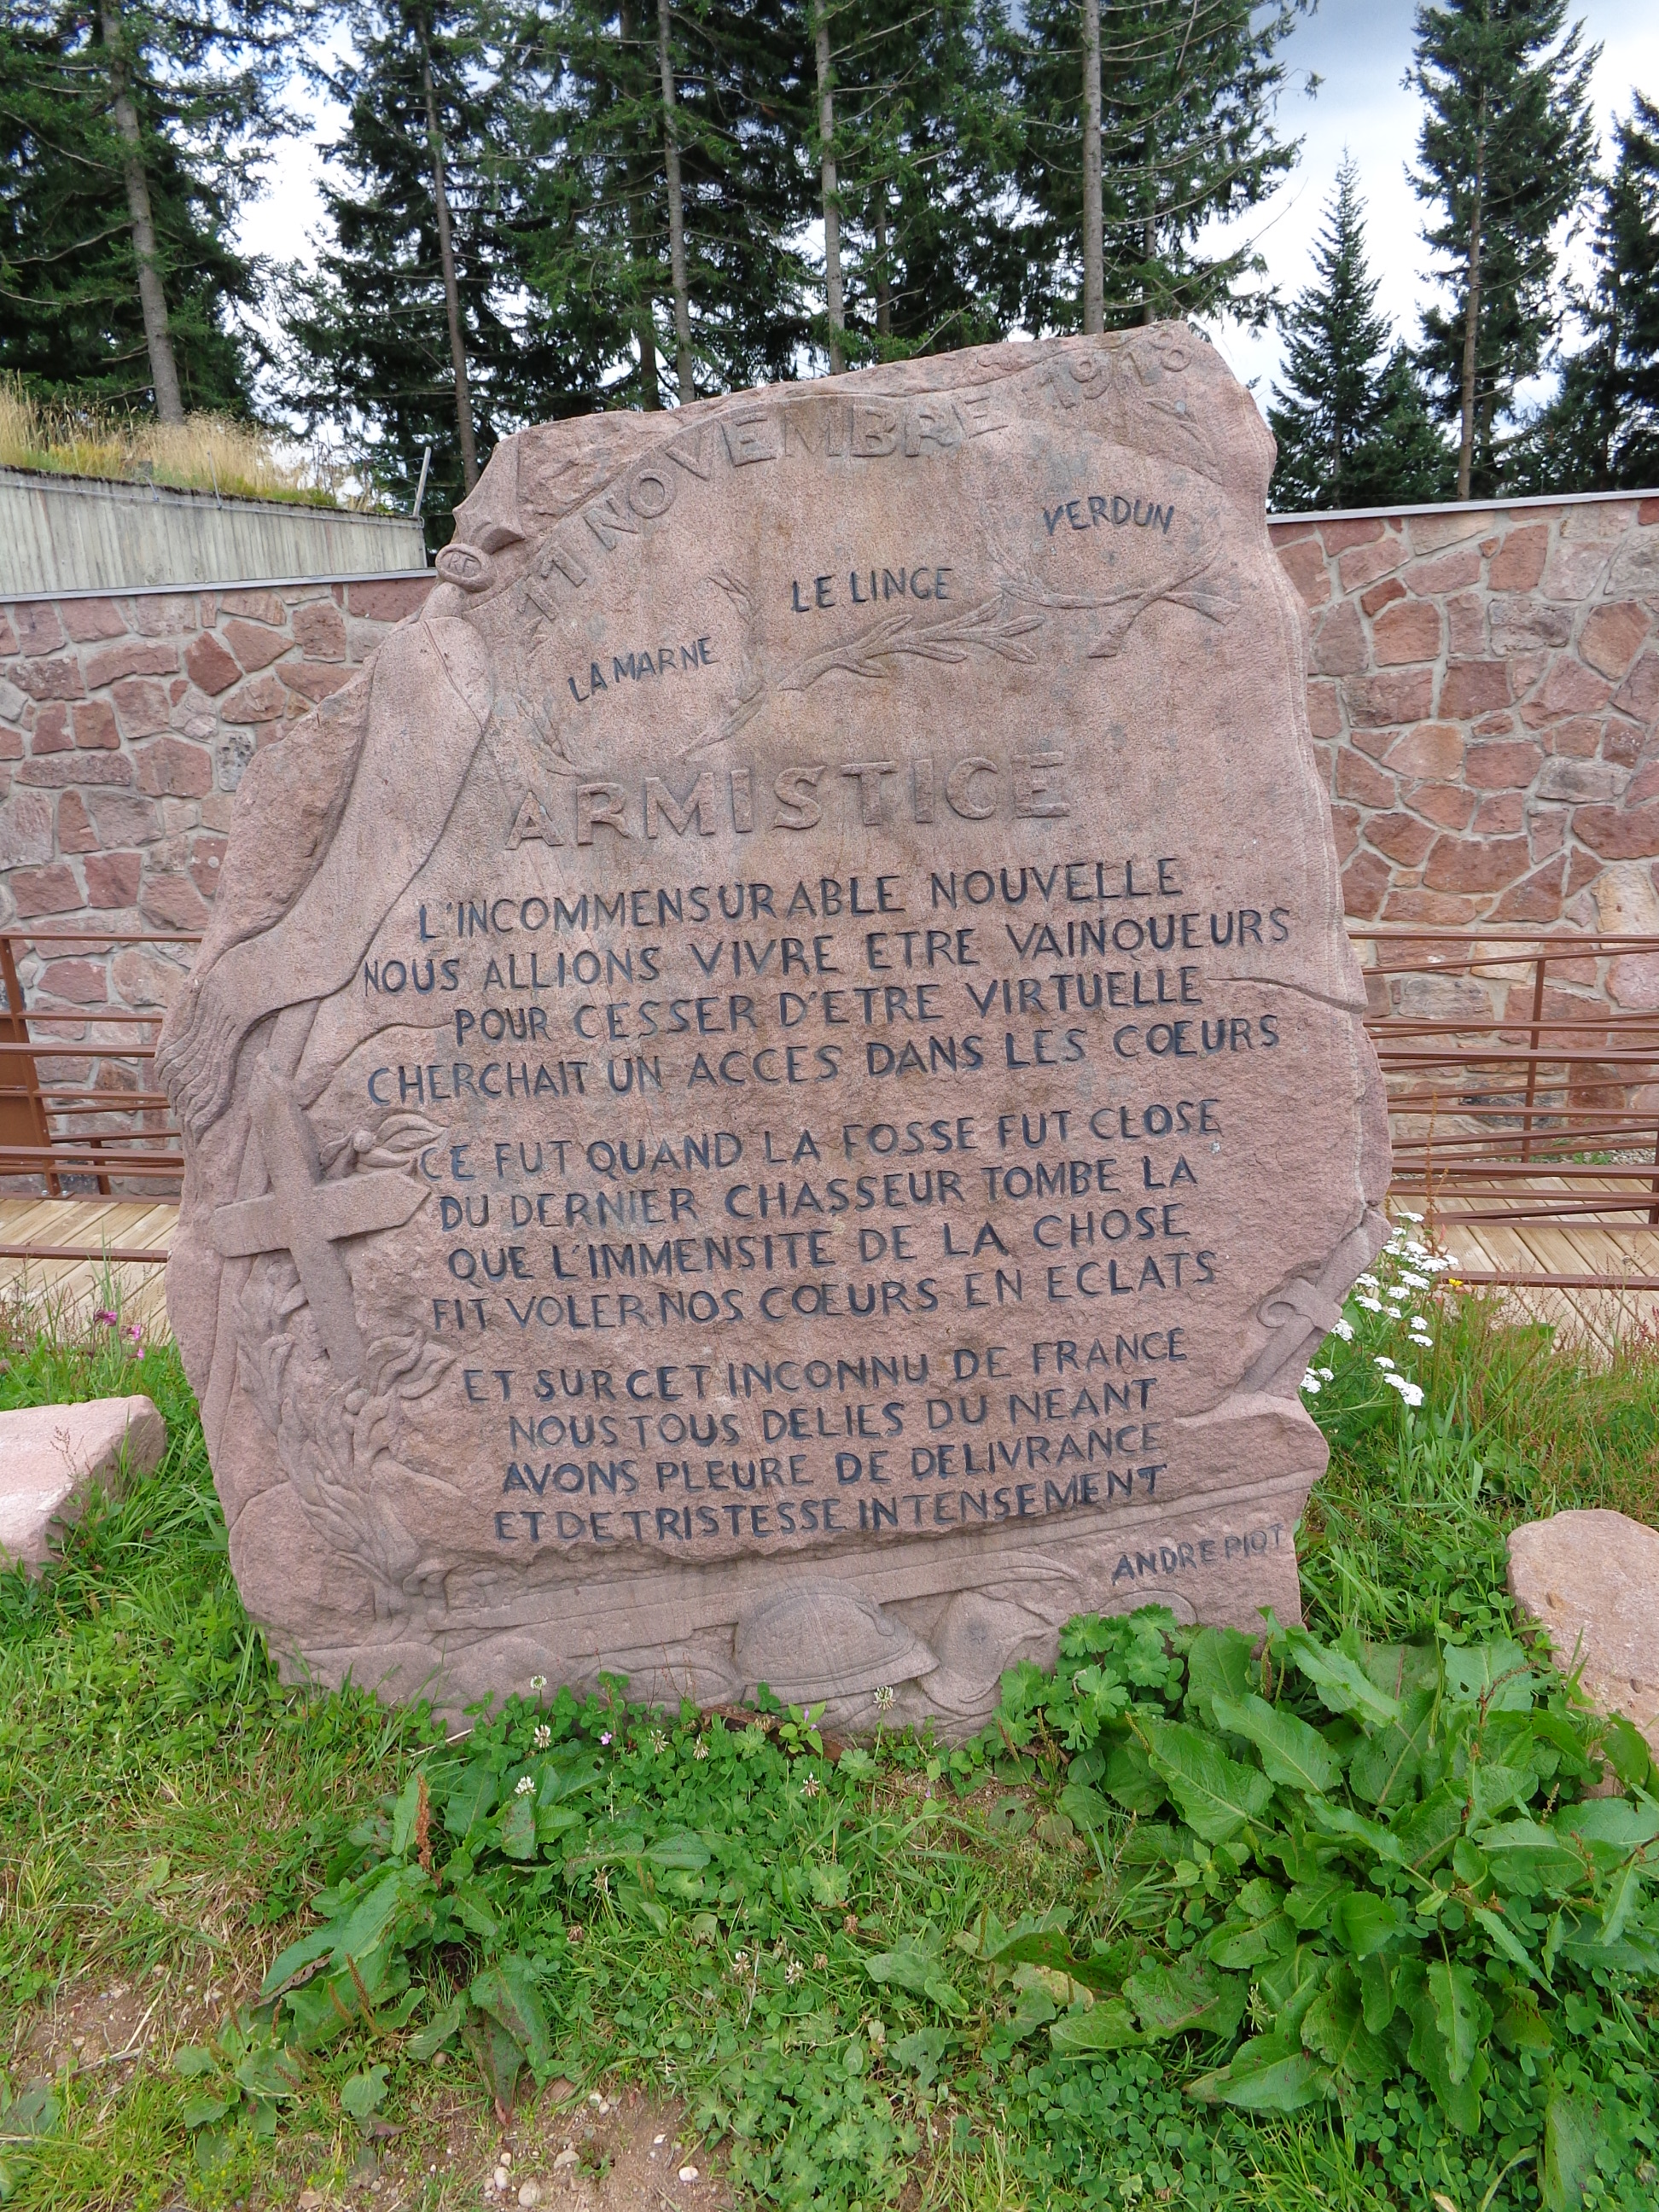 11 NOVEMBRE 1918
VERDUN
LE LINGE
LA MARNE
ARMISTICE
L'INCOMMENSURABLE NOUVELLE
NOUS ALLIONS VIVRE ETRE VAINQUEURS
POUR CESSER D'ETRE VIRTUELLE
CHERCHAIT UN ACCES DANS LES CŒURS
CE FUT QUAND LA FOSSE FUT CLOSE
DU DERNIER CHASSEUR TOMBE LA
QUE L'IMMENSITE DE LA CHOSE
FIT VOLER NOS CŒURS EN ECLATS
ET SUR CET INCONNU DE FRANCE
NOUS TOUS DELIES DU NEANT
AVONS PLEURE DE DELIVRANCE
ET DE TRISTESSE INTENSEMENT
ANDRE PIOT